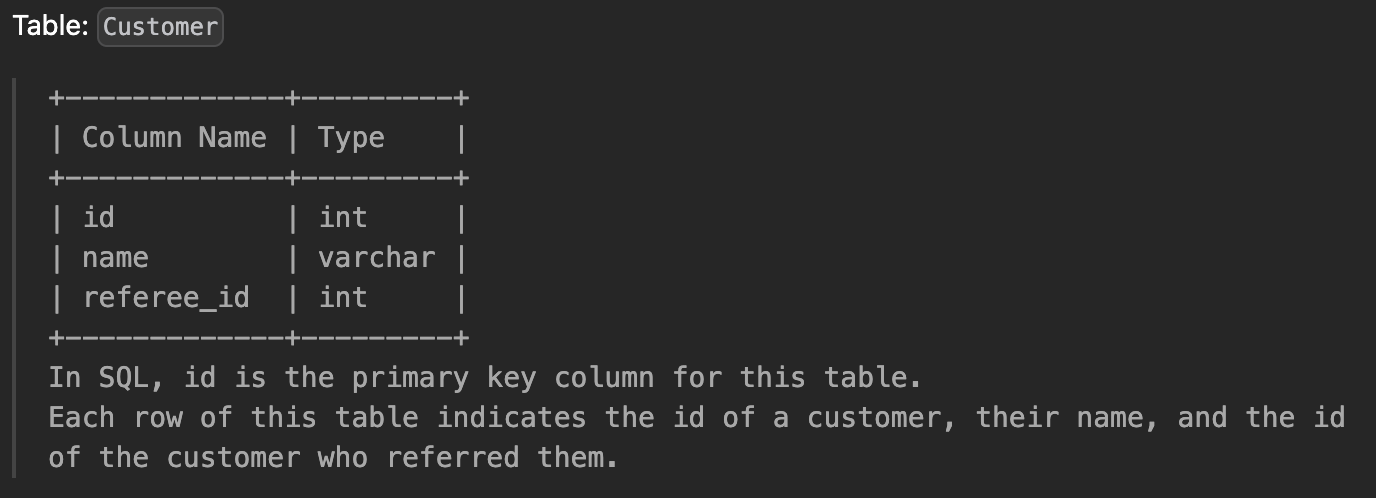 Table: Customer
+-------------+---------+
| Column Name | Type    |
+-------------+---------+
| id          | int     |
| name        | varchar |
| referee_id  | int     |
+-------------+---------+
In SQL, id is the primary key column for this table.
Each row of this table indicates the id of a customer, their name, and the id
of the customer who referred them.